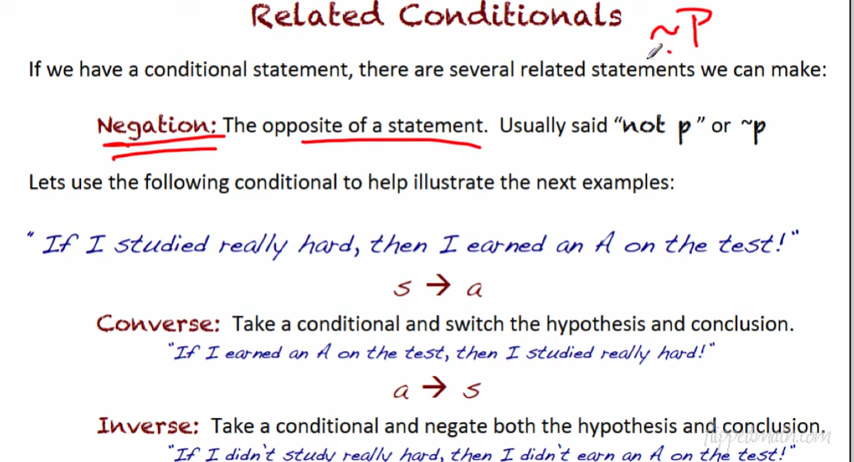 Related Conditionals
~P
If we have a conditional statement, there are several related statements we can make:
Negation: The opposite of a statement. Usually said “not p” or ~p
Lets use the following conditional to help illustrate the next examples:
"If I studied really hard, then I earned an A on the test!"
s → a
Converse: Take a conditional and switch the hypothesis and conclusion.
"If I earned an A on the test, then I studied really hard!"
a → s
Inverse: Take a conditional and negate both the hypothesis and conclusion.
flippedmath.com
"If I didn't study really hard, then I didn't earn an A on the test!"